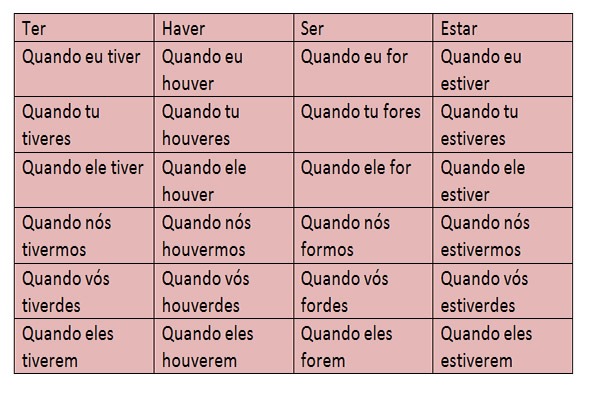 Ter Haver Ser Estar
Quando eu tiver Quando eu houver Quando eu for Quando eu estiver
Quando tu tiveres Quando tu houveres Quando tu fores Quando tu estiveres
Quando ele tiver Quando ele houver Quando ele for Quando ele estiver
Quando nós tivermos Quando nós houvermos Quando nós formos Quando nós estivermos
Quando vós tiverdes Quando vós houverdes Quando vós fordes Quando vós estiverdes
Quando eles tiverem Quando eles houverem Quando eles forem Quando eles estiverem